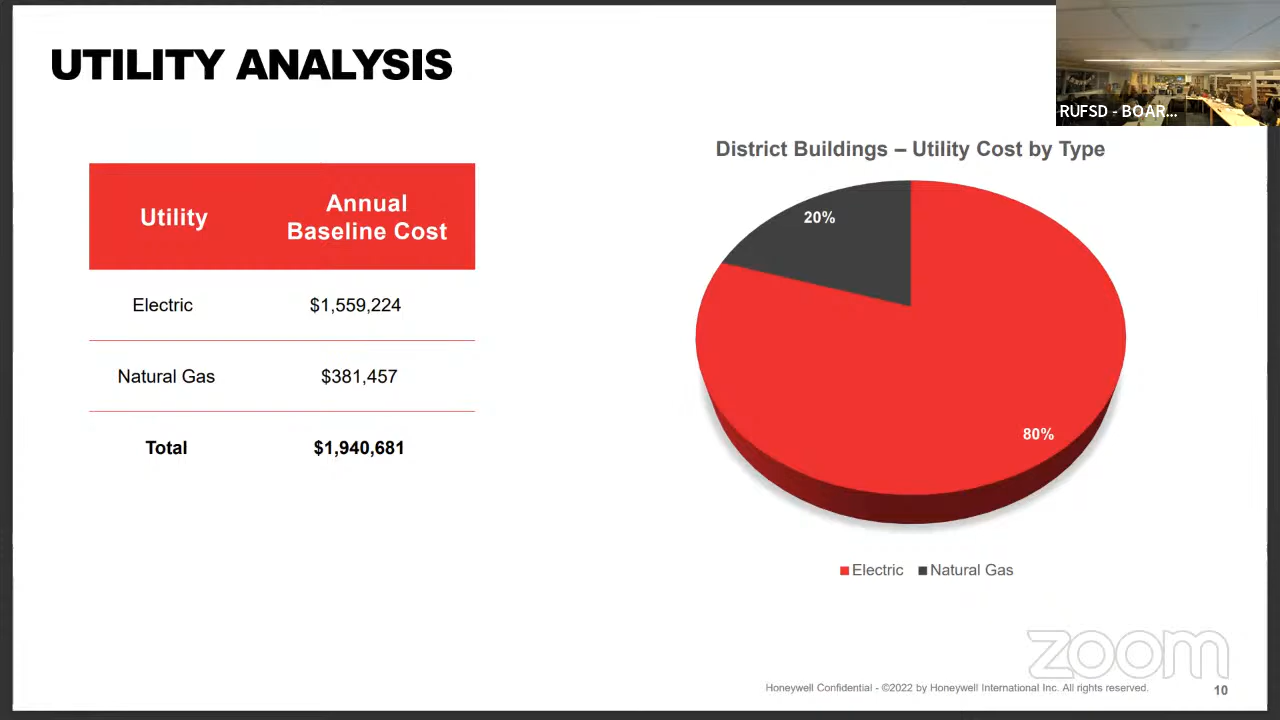 UTILITY ANALYSIS
RUFSD - BOAR...
Utility
Annual
Baseline Cost
Electric
$1,559,224
Natural Gas
$381,457
Total
$1,940,681
District Buildings – Utility Cost by Type
20%
80%
Electric
Natural Gas
zoom
Honeywell Confidential - ©2022 by Honeywell International Inc. All rights reserved.
10